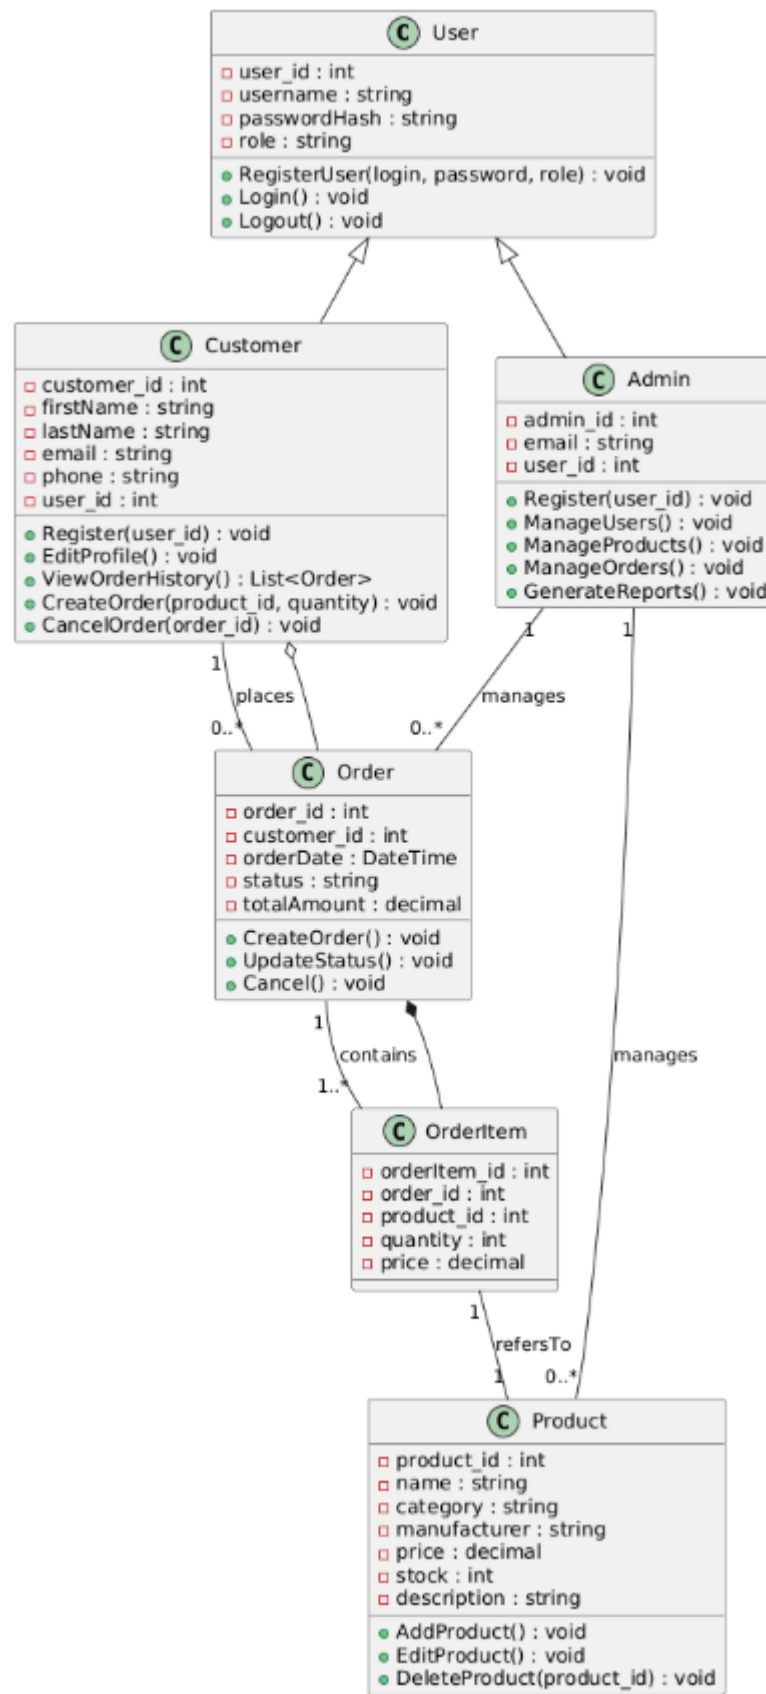 C User
user_id : int
username : string
passwordHash : string
role : string
RegisterUser(login, password, role) : void
Login() : void
Logout() : void
C Customer
customer_id : int
firstName : string
lastName : string
email : string
phone : string
user_id : int
Register(user_id) : void
EditProfile() : void
ViewOrderHistory() : List<Order>
CreateOrder(product_id, quantity) : void
CancelOrder(order_id) : void
C Admin
admin_id : int
email : string
user_id : int
Register(user_id) : void
ManageUsers() : void
ManageProducts() : void
ManageOrders() : void
GenerateReports() : void
1
places
0..*
1
manages
0..*
1
manages
0..*
C Order
order_id : int
customer_id : int
orderDate : DateTime
status : string
totalAmount : decimal
CreateOrder() : void
UpdateStatus() : void
Cancel() : void
1
contains
1..*
C OrderItem
orderItem_id : int
order_id : int
product_id : int
quantity : int
price : decimal
1
refersTo
1
C Product
product_id : int
name : string
category : string
manufacturer : string
price : decimal
stock : int
description : string
AddProduct() : void
EditProduct() : void
DeleteProduct(product_id) : void